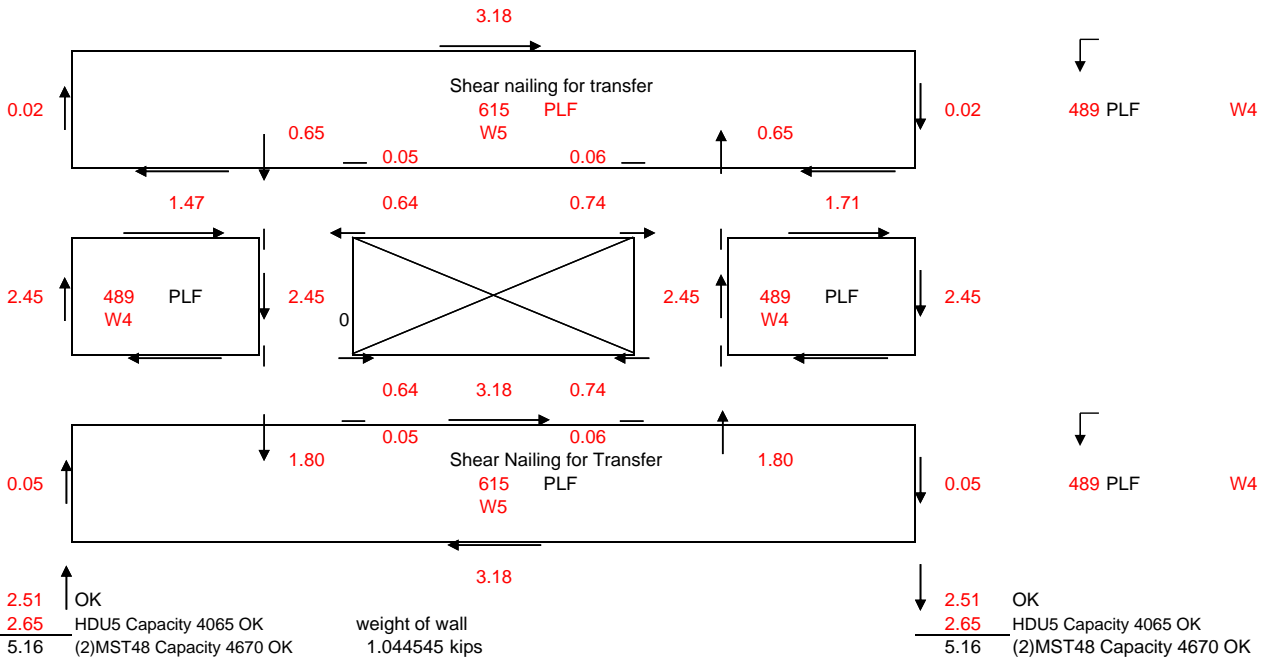 3.18
Shear nailing for transfer
0.02 615 PLF 0.02 489 PLF W4
0.65 W5 0.65
0.05 0.06
1.47 0.64 0.74 1.71
2.45 489 PLF 2.45 2.45 489 PLF 2.45
W4 0 W4
0.64 3.18 0.74
0.05 0.06
1.80 Shear Nailing for Transfer 1.80
0.05 615 PLF 0.05 489 PLF W4
W5
3.18
2.51 OK 2.51 OK
2.65 HDU5 Capacity 4065 OK weight of wall 2.65 HDU5 Capacity 4065 OK
5.16 (2)MST48 Capacity 4670 OK 1.044545 kips 5.16 (2)MST48 Capacity 4670 OK